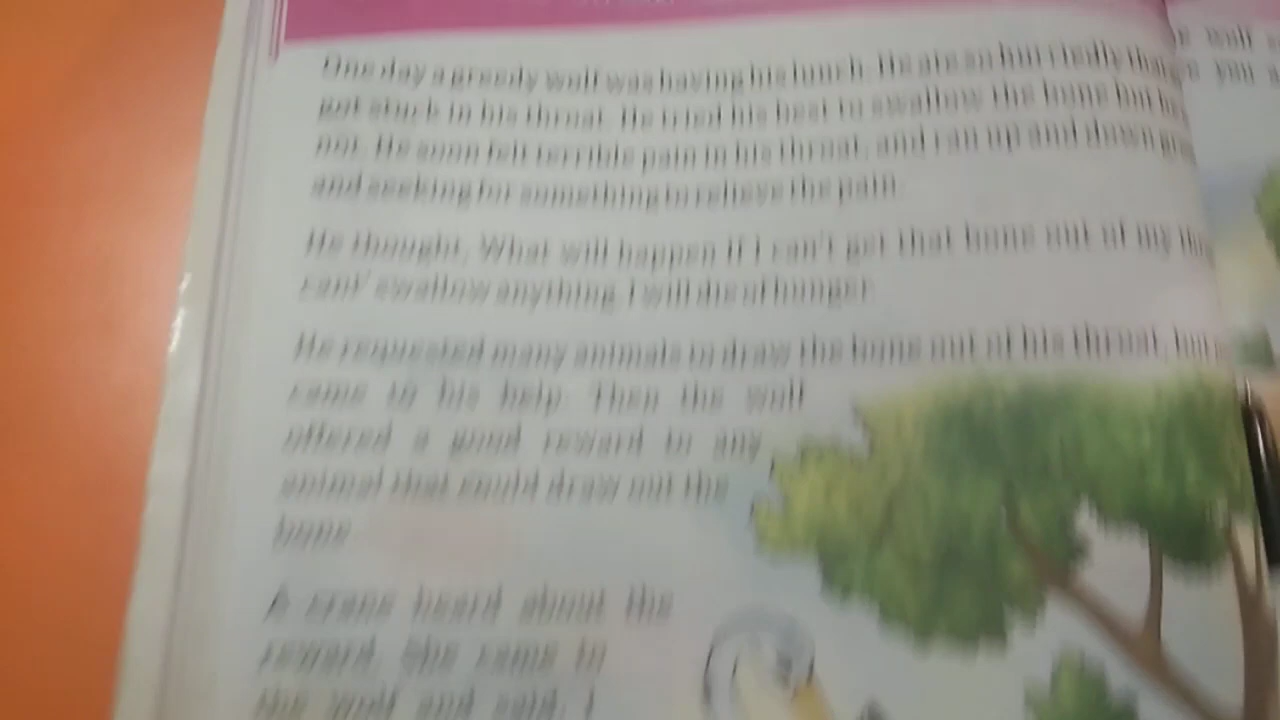 One day a greedy wolf was having his lunch. He ate so hurriedly that
got stuck in his throat. He tried his best to swallow the bone but he
not. He soon felt terrible pain in his throat, and ran up and down
and seeking for something to relieve the pain.
He thought, What will happen if I can't get that bone out of my
cant' swallow anything. I will die of hunger.
He requested many animals to draw the bone out of his throat, but
came to his help. Then the wolf
offered a good reward to any
animal that could draw out the
bone.
A crane heard about the
reward. She came to
the wolf and said, I
wolf
you